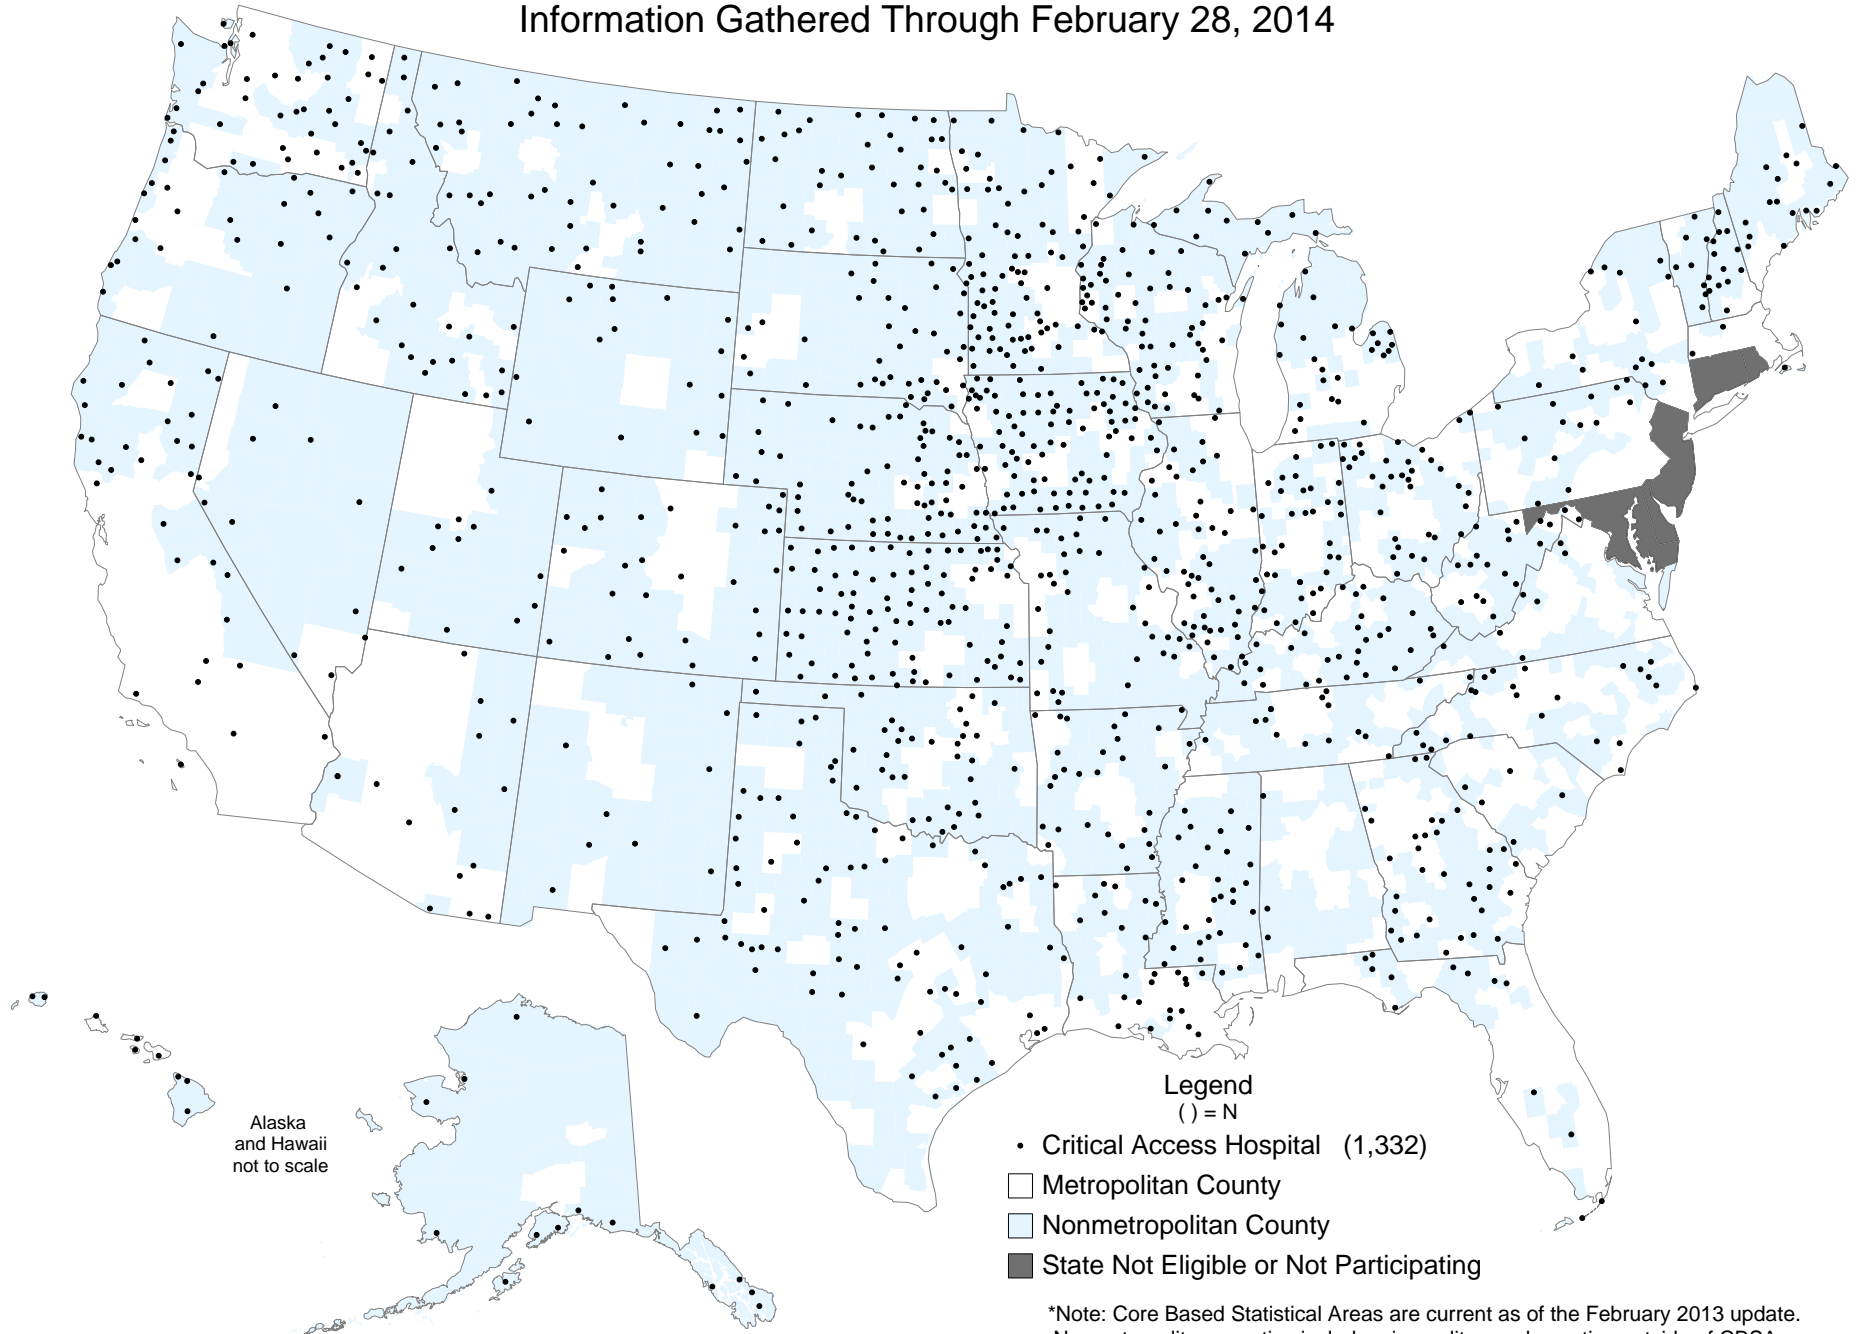 Information Gathered Through February 28, 2014
Alaska
and Hawaii
not to scale
Legend
( ) = N
Critical Access Hospital (1,332)
Metropolitan County
Nonmetropolitan County
State Not Eligible or Not Participating
*Note: Core Based Statistical Areas are current as of the February 2013 update.